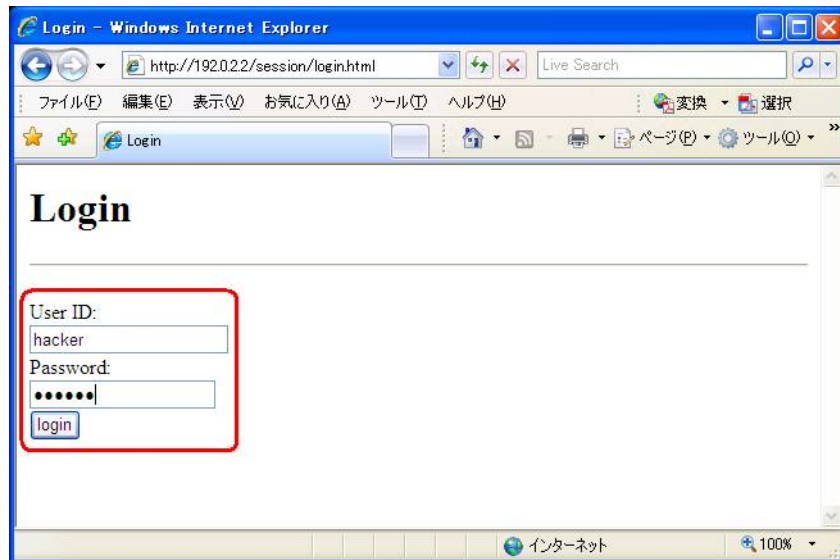 Login - Windows Internet Explorer
http://192.0.2.2/session/login.html
Live Search
ファイル(F) 編集(E) 表示(V) お気に入り(A) ツール(T) ヘルプ(H)
変換 選択
Login
ページ(P) ツール(O) »
Login
User ID:
hacker
Password:
••••••
login
インターネット
100%